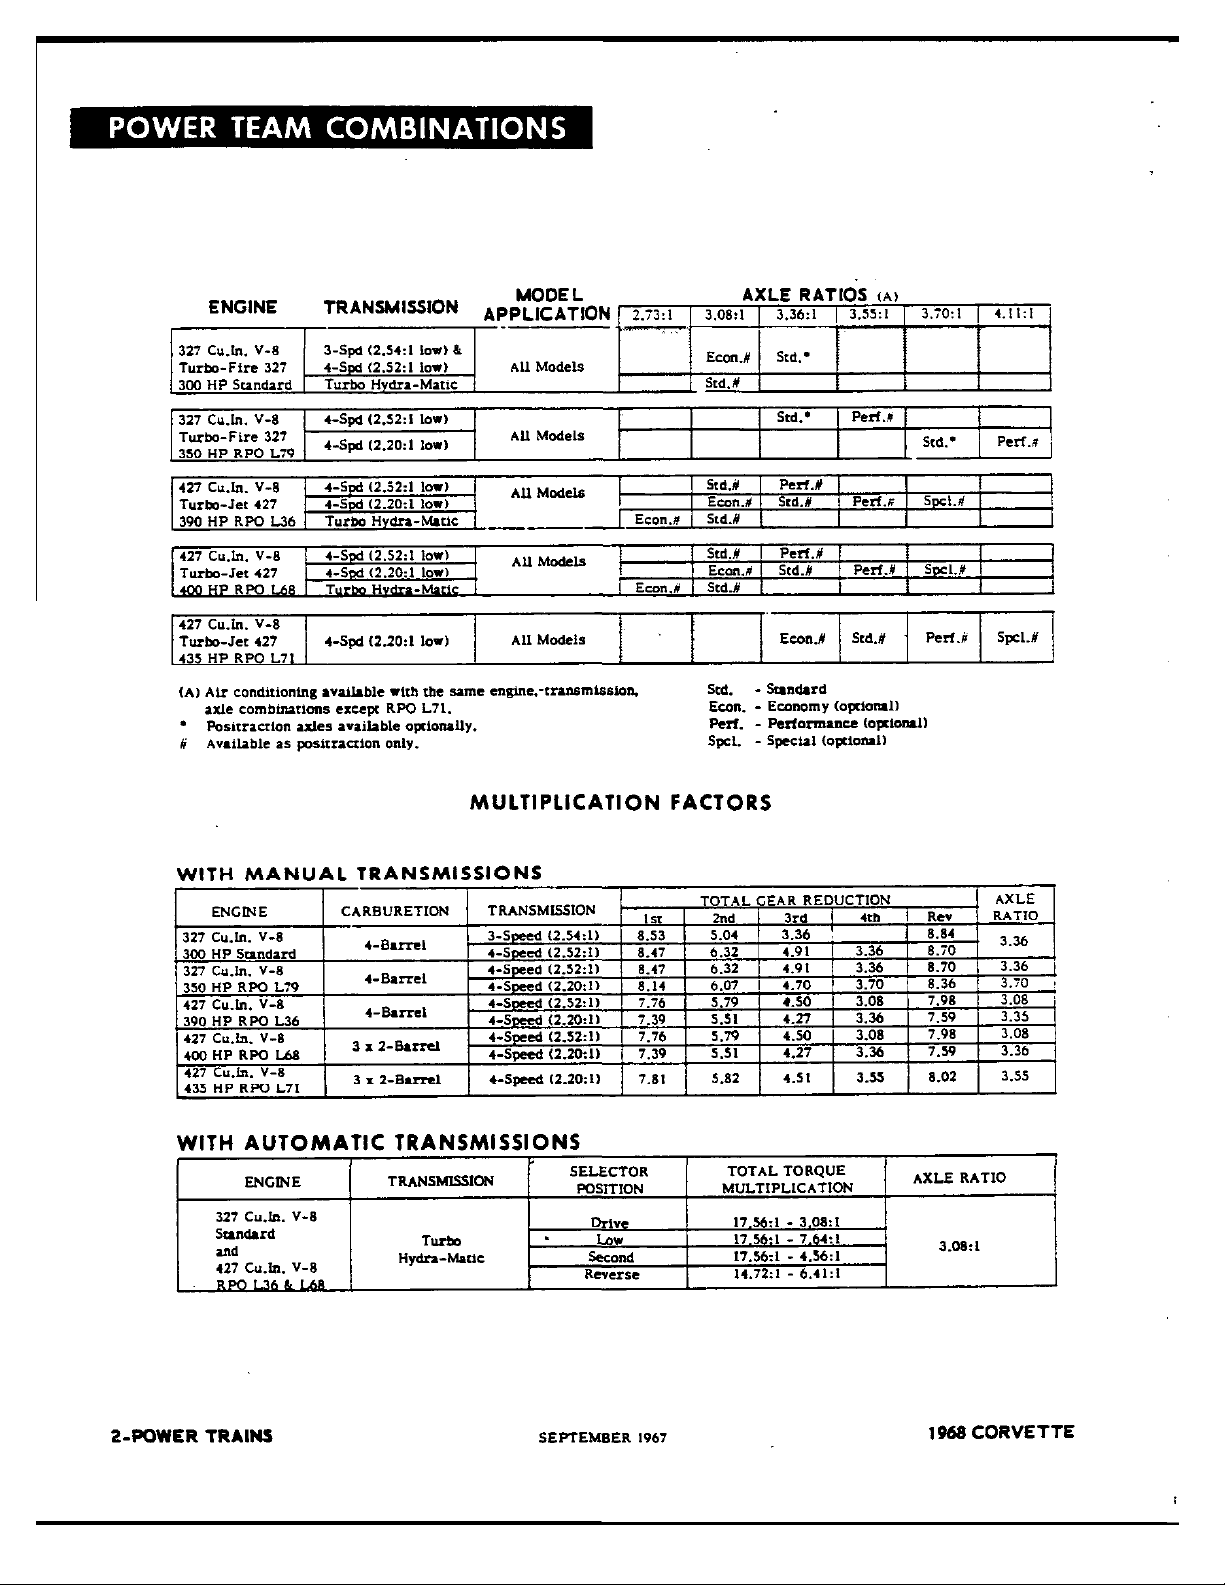 POWER TEAM COMBINATIONS
ENGINE TRANSMISSION MODEL APPLICATION AXLE RATIOS (A)
2.73:1 3.08:1 3.36:1 3.55:1 3.70:1 4.11:1
327 Cu.In. V-8 3-Spd (2.54:1 low) &
Turbo-Fire 327 4-Spd (2.52:1 low) All Models Econ.# Std.*
300 HP Standard Turbo Hydra-Matic Std.#
327 Cu.In. V-8 4-Spd (2.52:1 low) Std.* Perf.#
Turbo-Fire 327 All Models
350 HP RPO L79 4-Spd (2.20:1 low) Std.* Perf.#
427 Cu.In. V-8 4-Spd (2.52:1 low) All Models Std.# Perf.#
Turbo-Jet 427 4-Spd (2.20:1 low) Econ.# Std.# Perf.# Spcl.#
390 HP RPO L36 Turbo Hydra-Matic Econ.# Std.#
427 Cu.In. V-8 4-Spd (2.52:1 low) All Models Std.# Perf.#
Turbo-Jet 427 4-Spd (2.20:1 low) Econ.# Std.# Perf.# Spcl.#
400 HP RPO L68 Turbo Hydra-Matic Econ.# Std.#
427 Cu.In. V-8
Turbo-Jet 427 4-Spd (2.20:1 low) All Models Econ.# Std.# Perf.# Spcl.#
435 HP RPO L71
(A) Air conditioning available with the same engine,-transmission,
axle combinations except RPO L71.
* Positraction axles available optionally.
# Available as positraction only.
Std. - Standard
Econ. - Economy (optional)
Perf. - Performance (optional)
Spcl. - Special (optional)
MULTIPLICATION FACTORS
WITH MANUAL TRANSMISSIONS
ENGINE CARBURETION TRANSMISSION TOTAL GEAR REDUCTION AXLE RATIO
1st 2nd 3rd 4th Rev
327 Cu.In. V-8 4-Barrel 3-Speed (2.54:1) 8.53 5.04 3.36 8.84 3.36
300 HP Standard 4-Speed (2.52:1) 8.47 6.32 4.91 3.36 8.70
327 Cu.In. V-8 4-Barrel 4-Speed (2.52:1) 8.47 6.32 4.91 3.36 8.70 3.36
350 HP RPO L79 4-Speed (2.20:1) 8.14 6.07 4.70 3.70 8.36 3.70
427 Cu.In. V-8 4-Barrel 4-Speed (2.52:1) 7.76 5.79 4.50 3.08 7.98 3.08
390 HP RPO L36 4-Speed (2.20:1) 7.39 5.51 4.27 3.36 7.59 3.35
427 Cu.In. V-8 3 x 2-Barrel 4-Speed (2.52:1) 7.76 5.79 4.50 3.08 7.98 3.08
400 HP RPO L68 4-Speed (2.20:1) 7.39 5.51 4.27 3.36 7.59 3.36
427 Cu.In. V-8
435 HP RPO L71 3 x 2-Barrel 4-Speed (2.20:1) 7.81 5.82 4.51 3.55 8.02 3.55
WITH AUTOMATIC TRANSMISSIONS
ENGINE TRANSMISSION SELECTOR POSITION TOTAL TORQUE MULTIPLICATION AXLE RATIO
327 Cu.In. V-8 Drive 17.56:1 - 3.08:1
Standard Turbo Low 17.56:1 - 7.64:1 3.08:1
and Hydra-Matic Second 17.56:1 - 4.56:1
427 Cu.In. V-8 Reverse 14.72:1 - 6.41:1
RPO L36 & L68
2-POWER TRAINS SEPTEMBER 1967 1968 CORVETTE